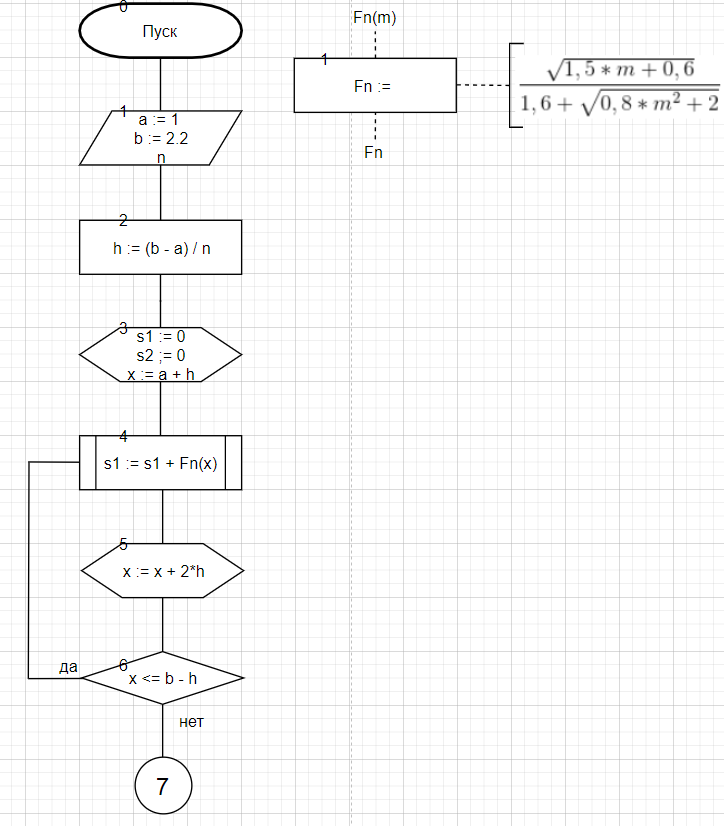 0
Пуск
1
a := 1
b := 2.2
n
2
h := (b - a) / n
3
s1 := 0
s2 ;= 0
x := a + h
4
s1 := s1 + Fn(x)
5
x := x + 2*h
6
x <= b - h
да
нет
7
Fn(m)
1
Fn :=
Fn
√1,5 * m + 0,6
1,6 + √0,8 * m² + 2